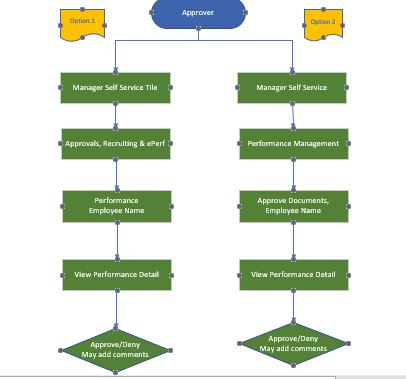 Option 1
Approver
Option 2
Manager Self Service Tile
Manager Self Service
Approvals, Recruiting & ePerf
Performance Management
Performance
Employee Name
Approve Documents,
Employee Name
View Performance Detail
View Performance Detail
Approve/Deny
May add comments
Approve/Deny
May add comments